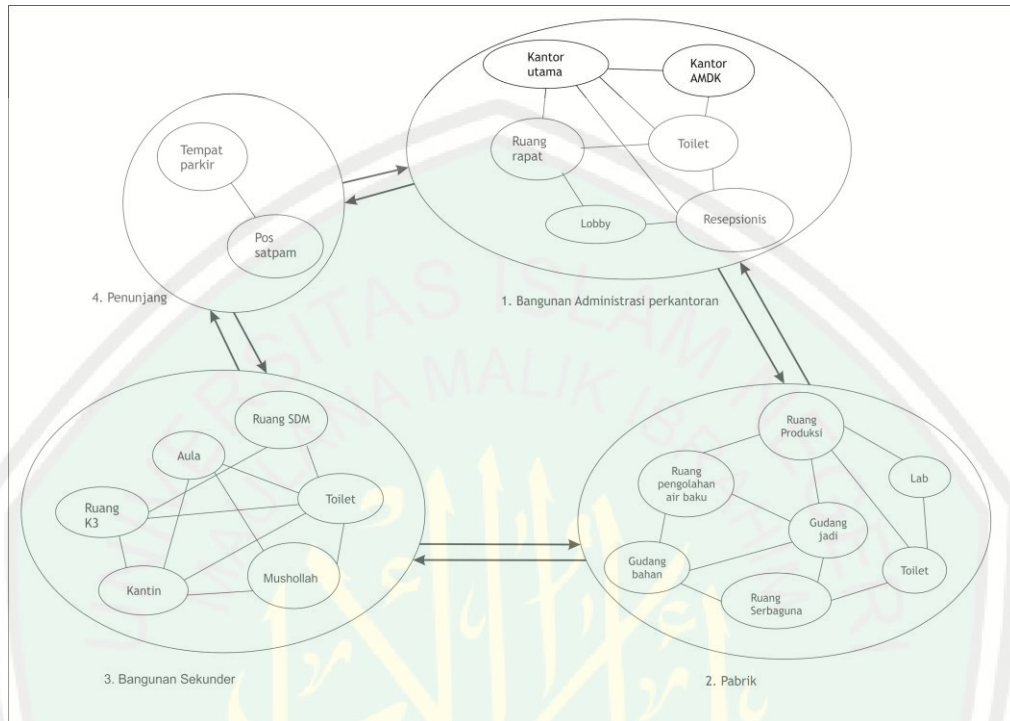 Kantor
utama
Kantor
AMDK
Ruang
rapat
Toilet
Lobby
Resepsionis
1. Bangunan Administrasi perkantoran
Tempat
parkir
Pos
satpam
4. Penunjang
Ruang SDM
Aula
Toilet
Ruang
K3
Kantin
Mushollah
3. Bangunan Sekunder
Ruang
Produksi
Ruang
pengolahan
air baku
Lab
Gudang
jadi
Gudang
bahan
Toilet
Ruang
Serbaguna
2. Pabrik